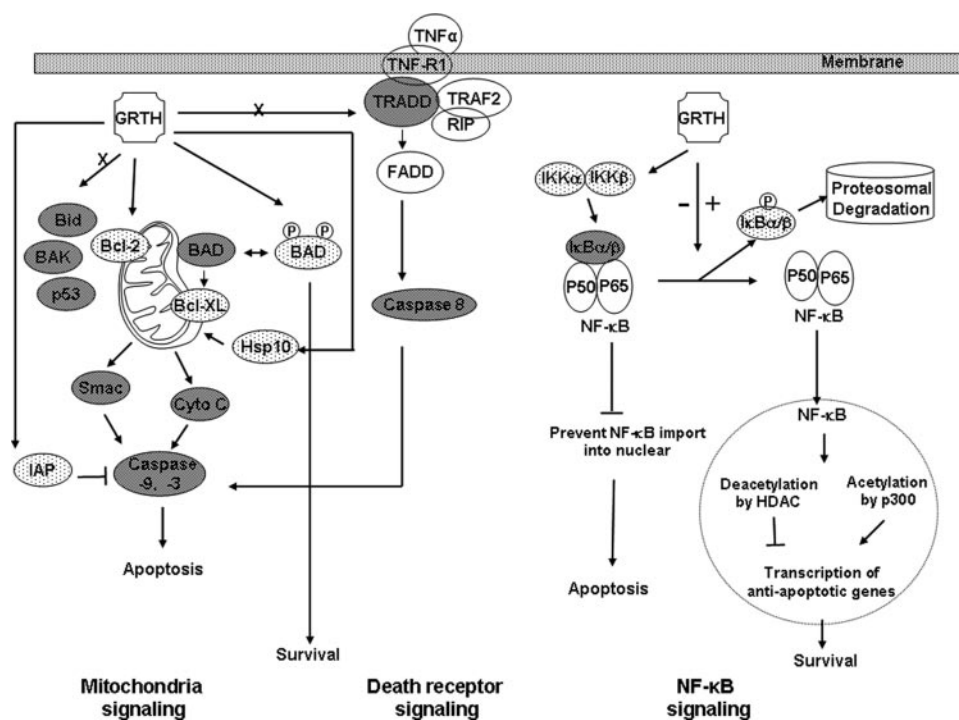 TNFα
TNF-R1
Membrane
TRADD
TRAF2
RIP
GRTH
X
X
FADD
Bid
BAK
p53
Bcl-2
BAD
P P
BAD
Bcl-XL
Hsp10
Caspase 8
Smac
Cyto C
IAP
Caspase
-9, -3
Apoptosis
Survival
Mitochondria
signaling
Death receptor
signaling
GRTH
IKKα IKKβ
- +
P
IκBα/β
Proteosomal
Degradation
IκBα/β
P50 P65
NF-κB
P50 P65
NF-κB
Prevent NF-κB import
into nuclear
Apoptosis
NF-κB
Deacetylation
by HDAC
Acetylation
by p300
Transcription of
anti-apoptotic genes
Survival
NF-κB
signaling